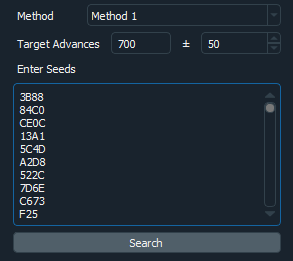 Method Method 1
Target Advances 700 ± 50
Enter Seeds
3B88
84C0
CE0C
13A1
5C4D
A2D8
522C
7D6E
C673
F25
Search